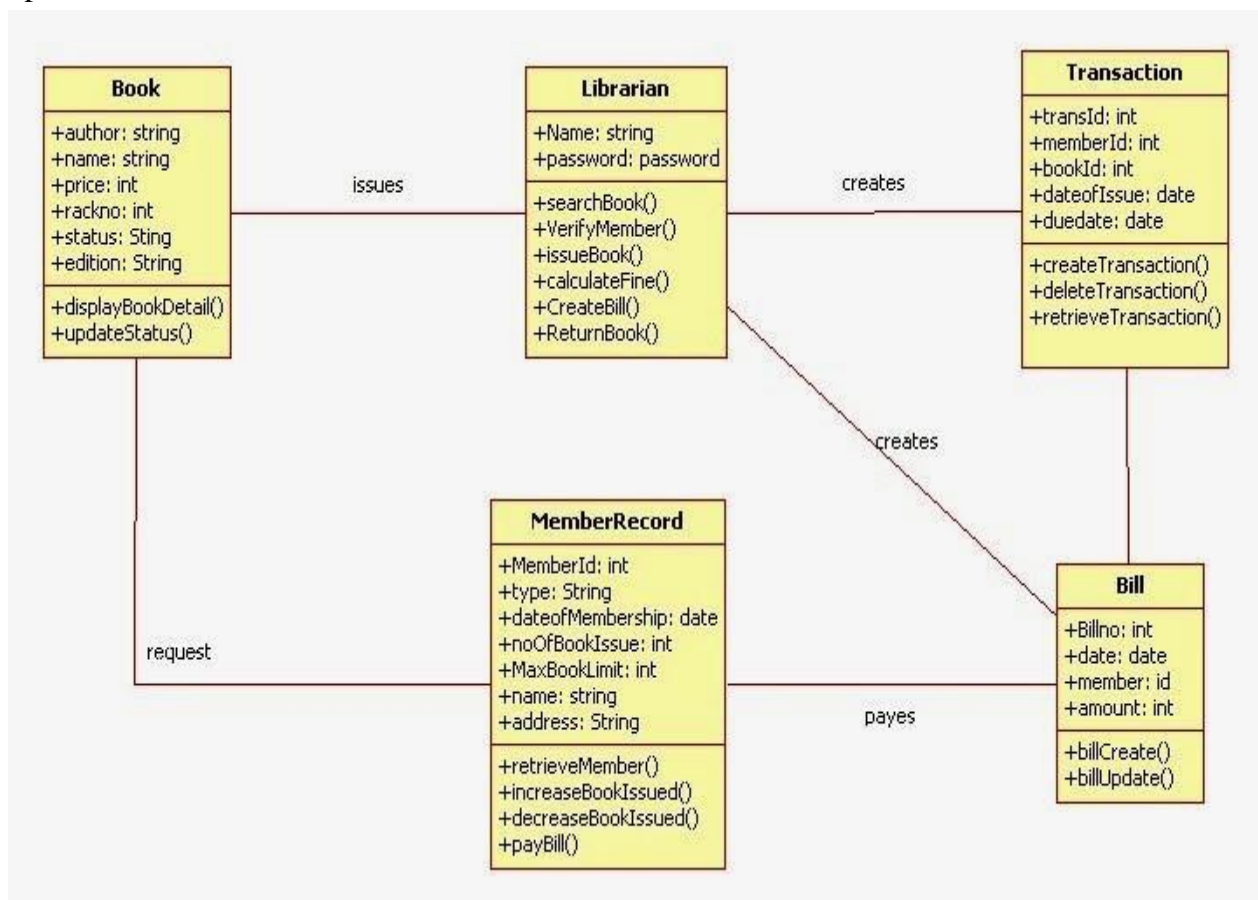 Book
+author: string
+name: string
+price: int
+rackno: int
+status: Sting
+edition: String
+displayBookDetail()
+updateStatus()
issues
Librarian
+Name: string
+password: password
+searchBook()
+VerifyMember()
+issueBook()
+calculateFine()
+CreateBill()
+ReturnBook()
creates
Transaction
+transId: int
+memberId: int
+bookId: int
+dateofIssue: date
+duedate: date
+createTransaction()
+deleteTransaction()
+retrieveTransaction()
creates
request
MemberRecord
+MemberId: int
+type: String
+dateofMembership: date
+noOfBookIssue: int
+MaxBookLimit: int
+name: string
+address: String
+retrieveMember()
+increaseBookIssued()
+decreaseBookIssued()
+payBill()
payes
Bill
+Billno: int
+date: date
+member: id
+amount: int
+billCreate()
+billUpdate()